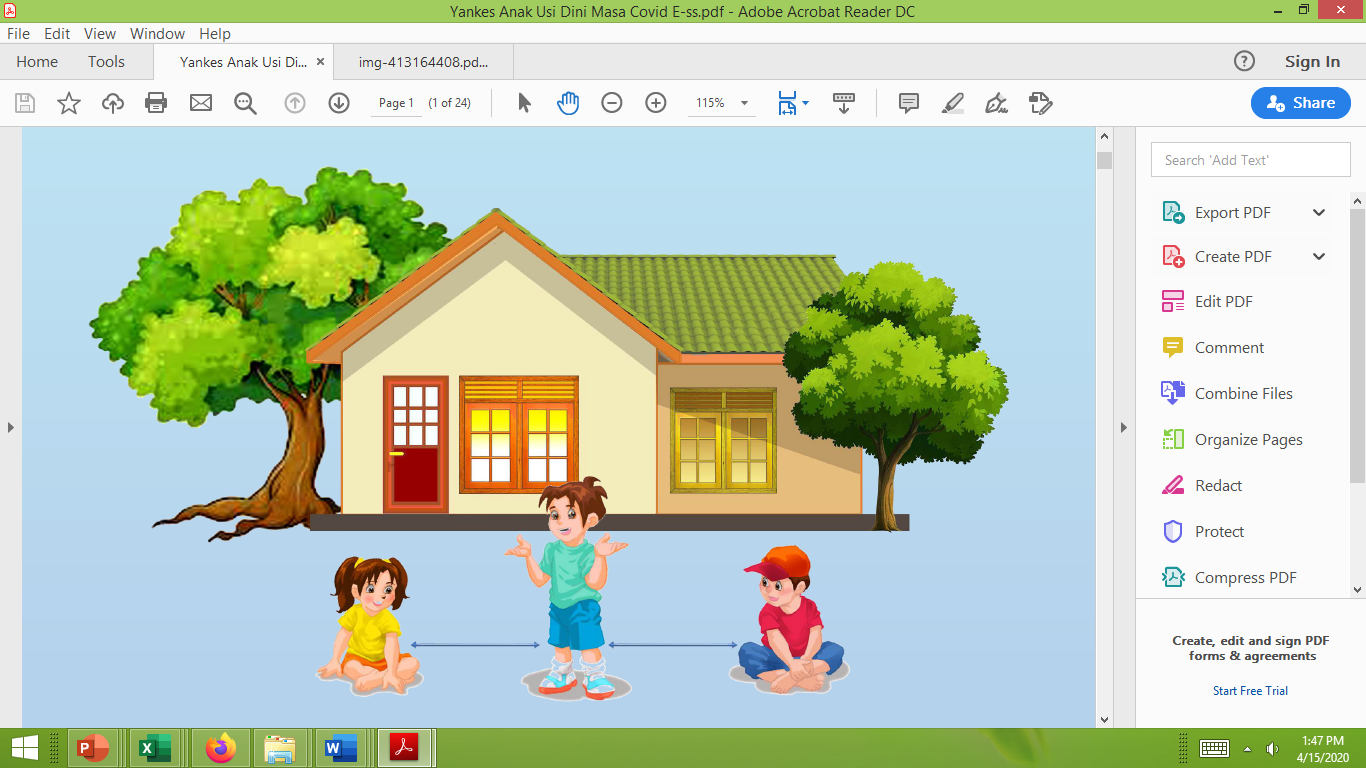 Yankes Anak Usi Dini Masa Covid E-ss.pdf - Adobe Acrobat Reader DC
File Edit View Window Help
Home Tools Yankes Anak Usi Di... × img-413164408.pd... ? Sign In
Page 1 (1 of 24) 115% Share
Search 'Add Text'
Export PDF
Create PDF
Edit PDF
Comment
Combine Files
Organize Pages
Redact
Protect
Compress PDF
Create, edit and sign PDF
forms & agreements
Start Free Trial
1:47 PM
4/15/2020